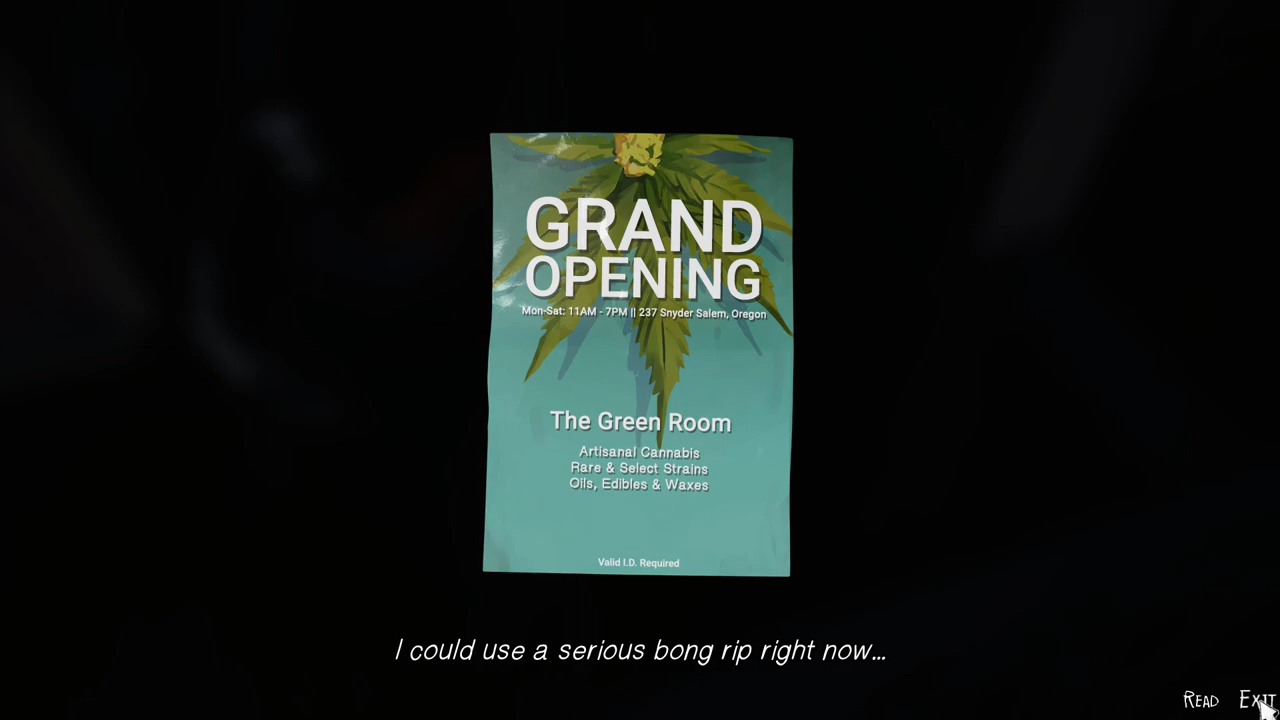 GRAND
OPENING
Mon-Sat: 11AM - 7PM || 237 Snyder Salem, Oregon
The Green Room
Artisanal Cannabis
Rare & Select Strains
Oils, Edibles & Waxes
Valid I.D. Required
I could use a serious bong rip right now...
READ EXIT